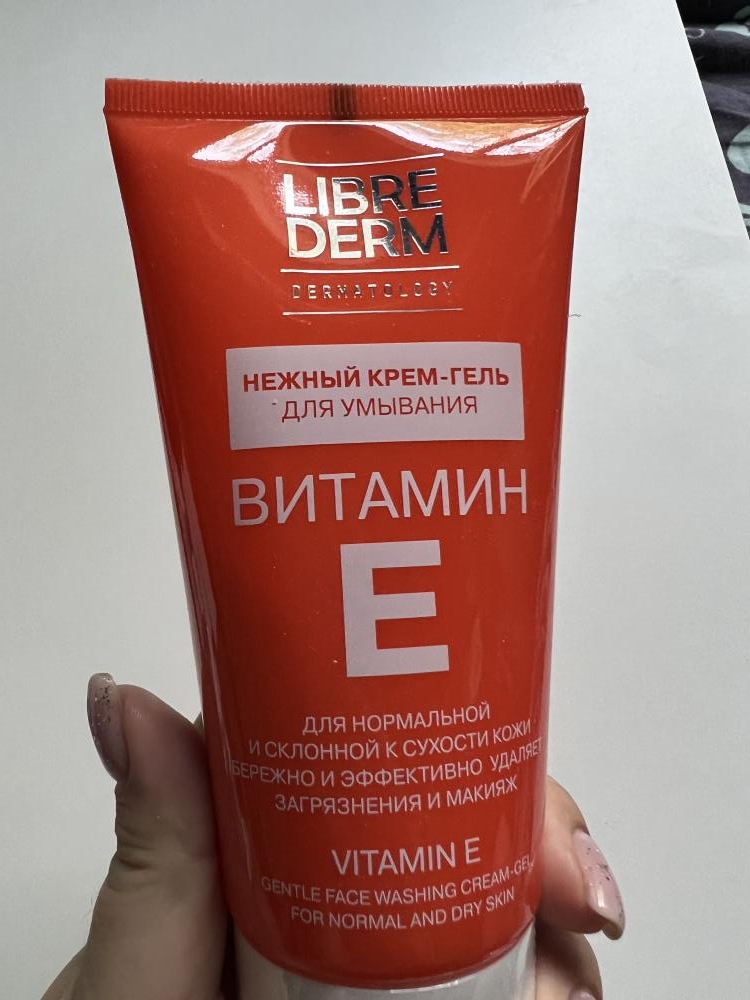 LIBRE
DERM
DERMATOLOGY
НЕЖНЫЙ КРЕМ-ГЕЛЬ
ДЛЯ УМЫВАНИЯ
ВИТАМИН
E
ДЛЯ НОРМАЛЬНОЙ
И СКЛОННОЙ К СУХОСТИ КОЖИ
БЕРЕЖНО И ЭФФЕКТИВНО УДАЛЯЕТ
ЗАГРЯЗНЕНИЯ И МАКИЯЖ
VITAMIN E
GENTLE FACE WASHING CREAM-GEL
FOR NORMAL AND DRY SKIN